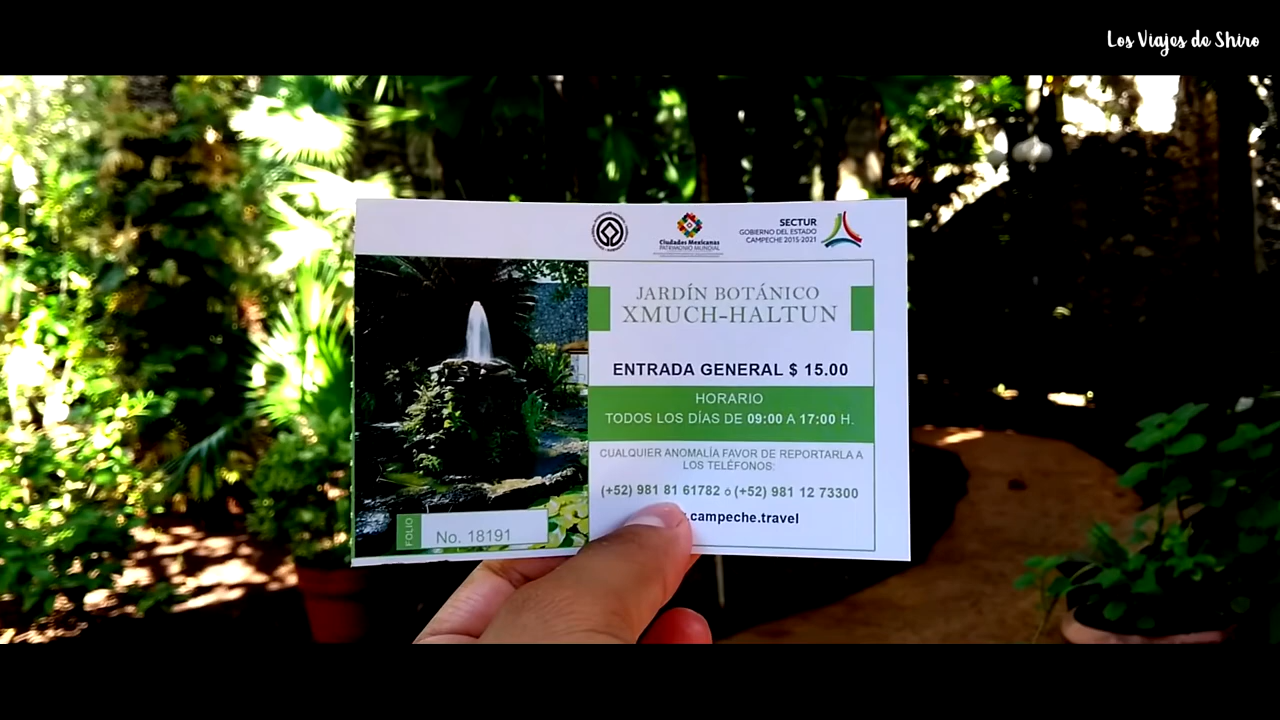 Los Viajes de Shiro
Ciudades Mexicanas
PATRIMONIO MUNDIAL
SECTUR
GOBIERNO DEL ESTADO
CAMPECHE 2015-2021
JARDÍN BOTÁNICO
XMUCH-HALTUN
ENTRADA GENERAL $ 15.00
HORARIO
TODOS LOS DÍAS DE 09:00 A 17:00 H.
CUALQUIER ANOMALÍA FAVOR DE REPORTARLA A
LOS TELÉFONOS:
(+52) 981 81 61782 ó (+52) 981 12 73300
.campeche.travel
FOLIO
No. 18191